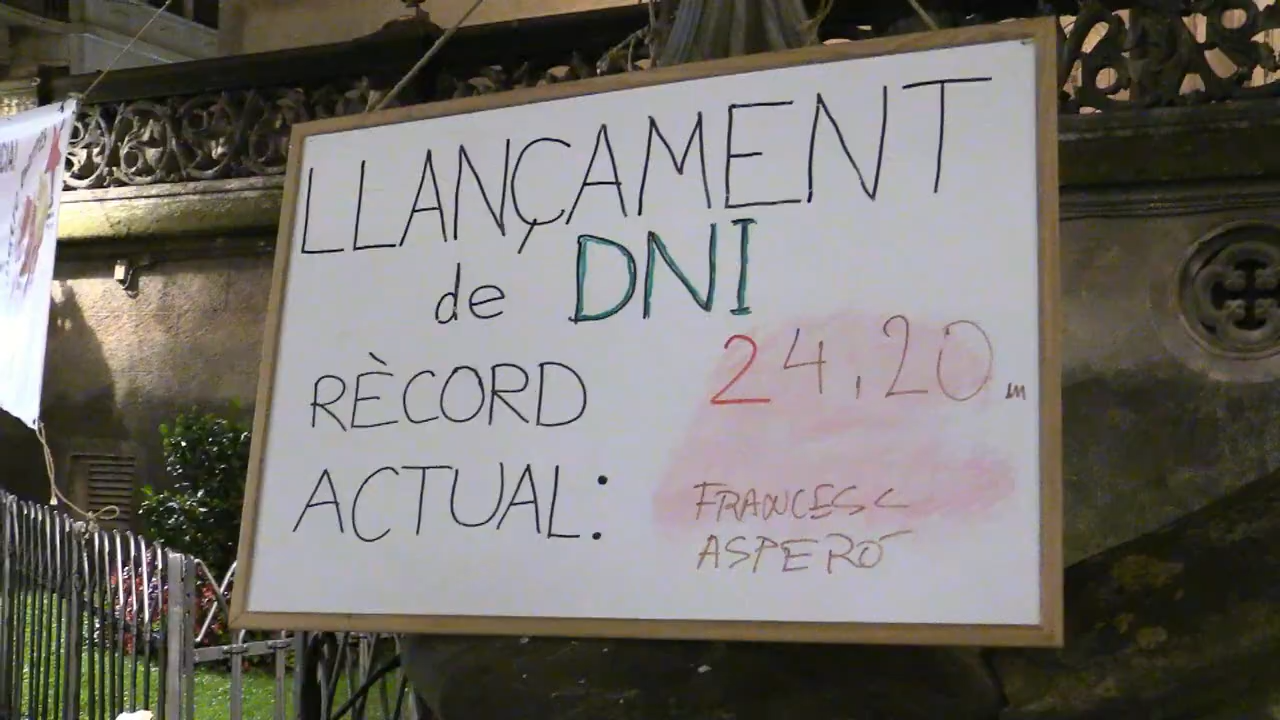 LLANÇAMENT
de DNI
RÈCORD 24,20 m
ACTUAL: FRANCESC
ASPERÓ